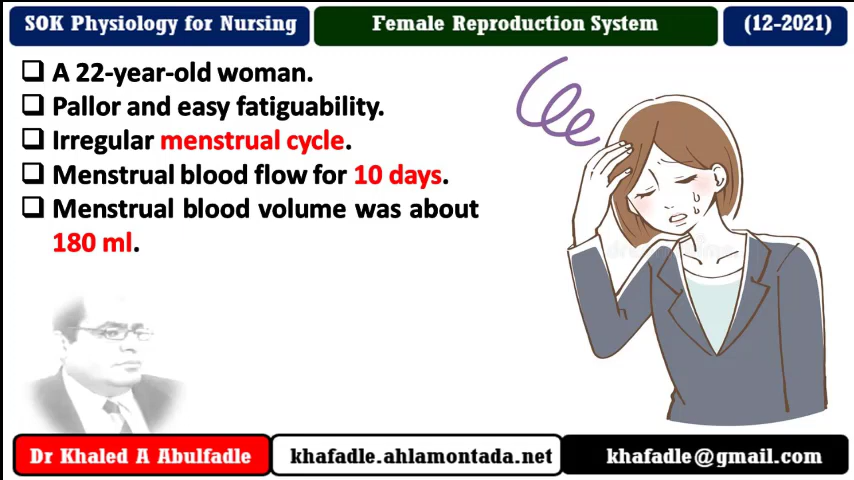 SOK Physiology for Nursing
Female Reproduction System
(12-2021)
A 22-year-old woman.
Pallor and easy fatiguability.
Irregular menstrual cycle.
Menstrual blood flow for 10 days.
Menstrual blood volume was about
180 ml.
Dr Khaled A Abulfadle
khafadle.ahlamontada.net
khafadle@gmail.com